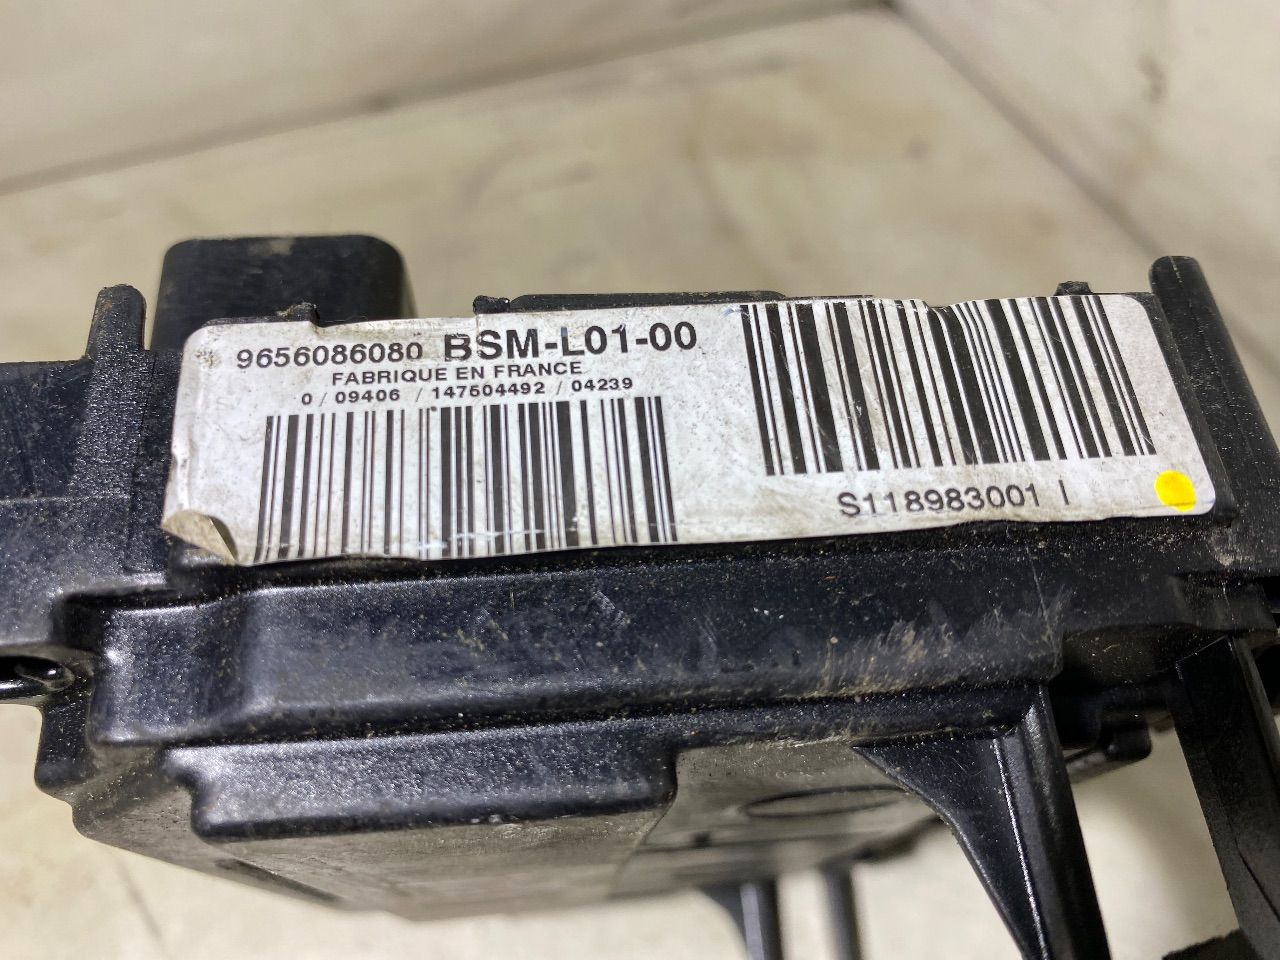 9656086080 BSM-L01-00
FABRIQUE EN FRANCE
0 / 09406 / 147504492 / 04239
S118983001 I